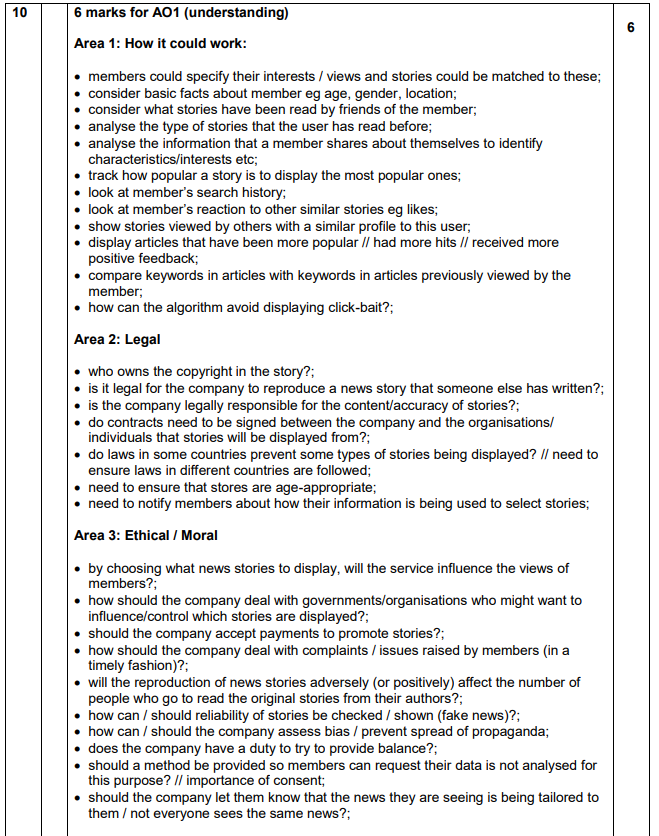 10 6 marks for AO1 (understanding)
6
Area 1: How it could work:
• members could specify their interests / views and stories could be matched to these;
• consider basic facts about member eg age, gender, location;
• consider what stories have been read by friends of the member;
• analyse the type of stories that the user has read before;
• analyse the information that a member shares about themselves to identify
characteristics/interests etc;
• track how popular a story is to display the most popular ones;
• look at member's search history;
• look at member's reaction to other similar stories eg likes;
• show stories viewed by others with a similar profile to this user;
• display articles that have been more popular // had more hits // received more
positive feedback;
• compare keywords in articles with keywords in articles previously viewed by the
member;
• how can the algorithm avoid displaying click-bait?;
Area 2: Legal
• who owns the copyright in the story?;
• is it legal for the company to reproduce a news story that someone else has written?;
• is the company legally responsible for the content/accuracy of stories?;
• do contracts need to be signed between the company and the organisations/
individuals that stories will be displayed from?;
• do laws in some countries prevent some types of stories being displayed? // need to
ensure laws in different countries are followed;
• need to ensure that stores are age-appropriate;
• need to notify members about how their information is being used to select stories;
Area 3: Ethical / Moral
• by choosing what news stories to display, will the service influence the views of
members?;
• how should the company deal with governments/organisations who might want to
influence/control which stories are displayed?;
• should the company accept payments to promote stories?;
• how should the company deal with complaints / issues raised by members (in a
timely fashion)?;
• will the reproduction of news stories adversely (or positively) affect the number of
people who go to read the original stories from their authors?;
• how can / should reliability of stories be checked / shown (fake news)?;
• how can / should the company assess bias / prevent spread of propaganda;
• does the company have a duty to try to provide balance?;
• should a method be provided so members can request their data is not analysed for
this purpose? // importance of consent;
• should the company let them know that the news they are seeing is being tailored to
them / not everyone sees the same news?;